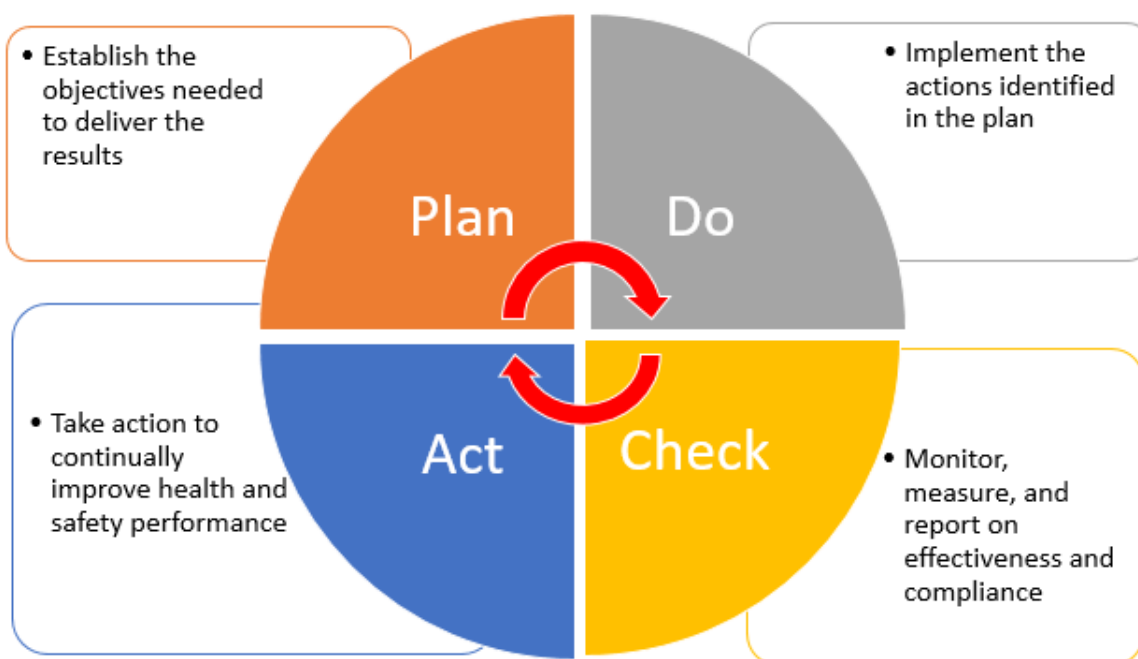 • Establish the
objectives needed
to deliver the
results
• Implement the
actions identified
in the plan
Plan
Do
• Take action to
continually
improve health and
safety performance
Act
Check
• Monitor,
measure, and
report on
effectiveness and
compliance